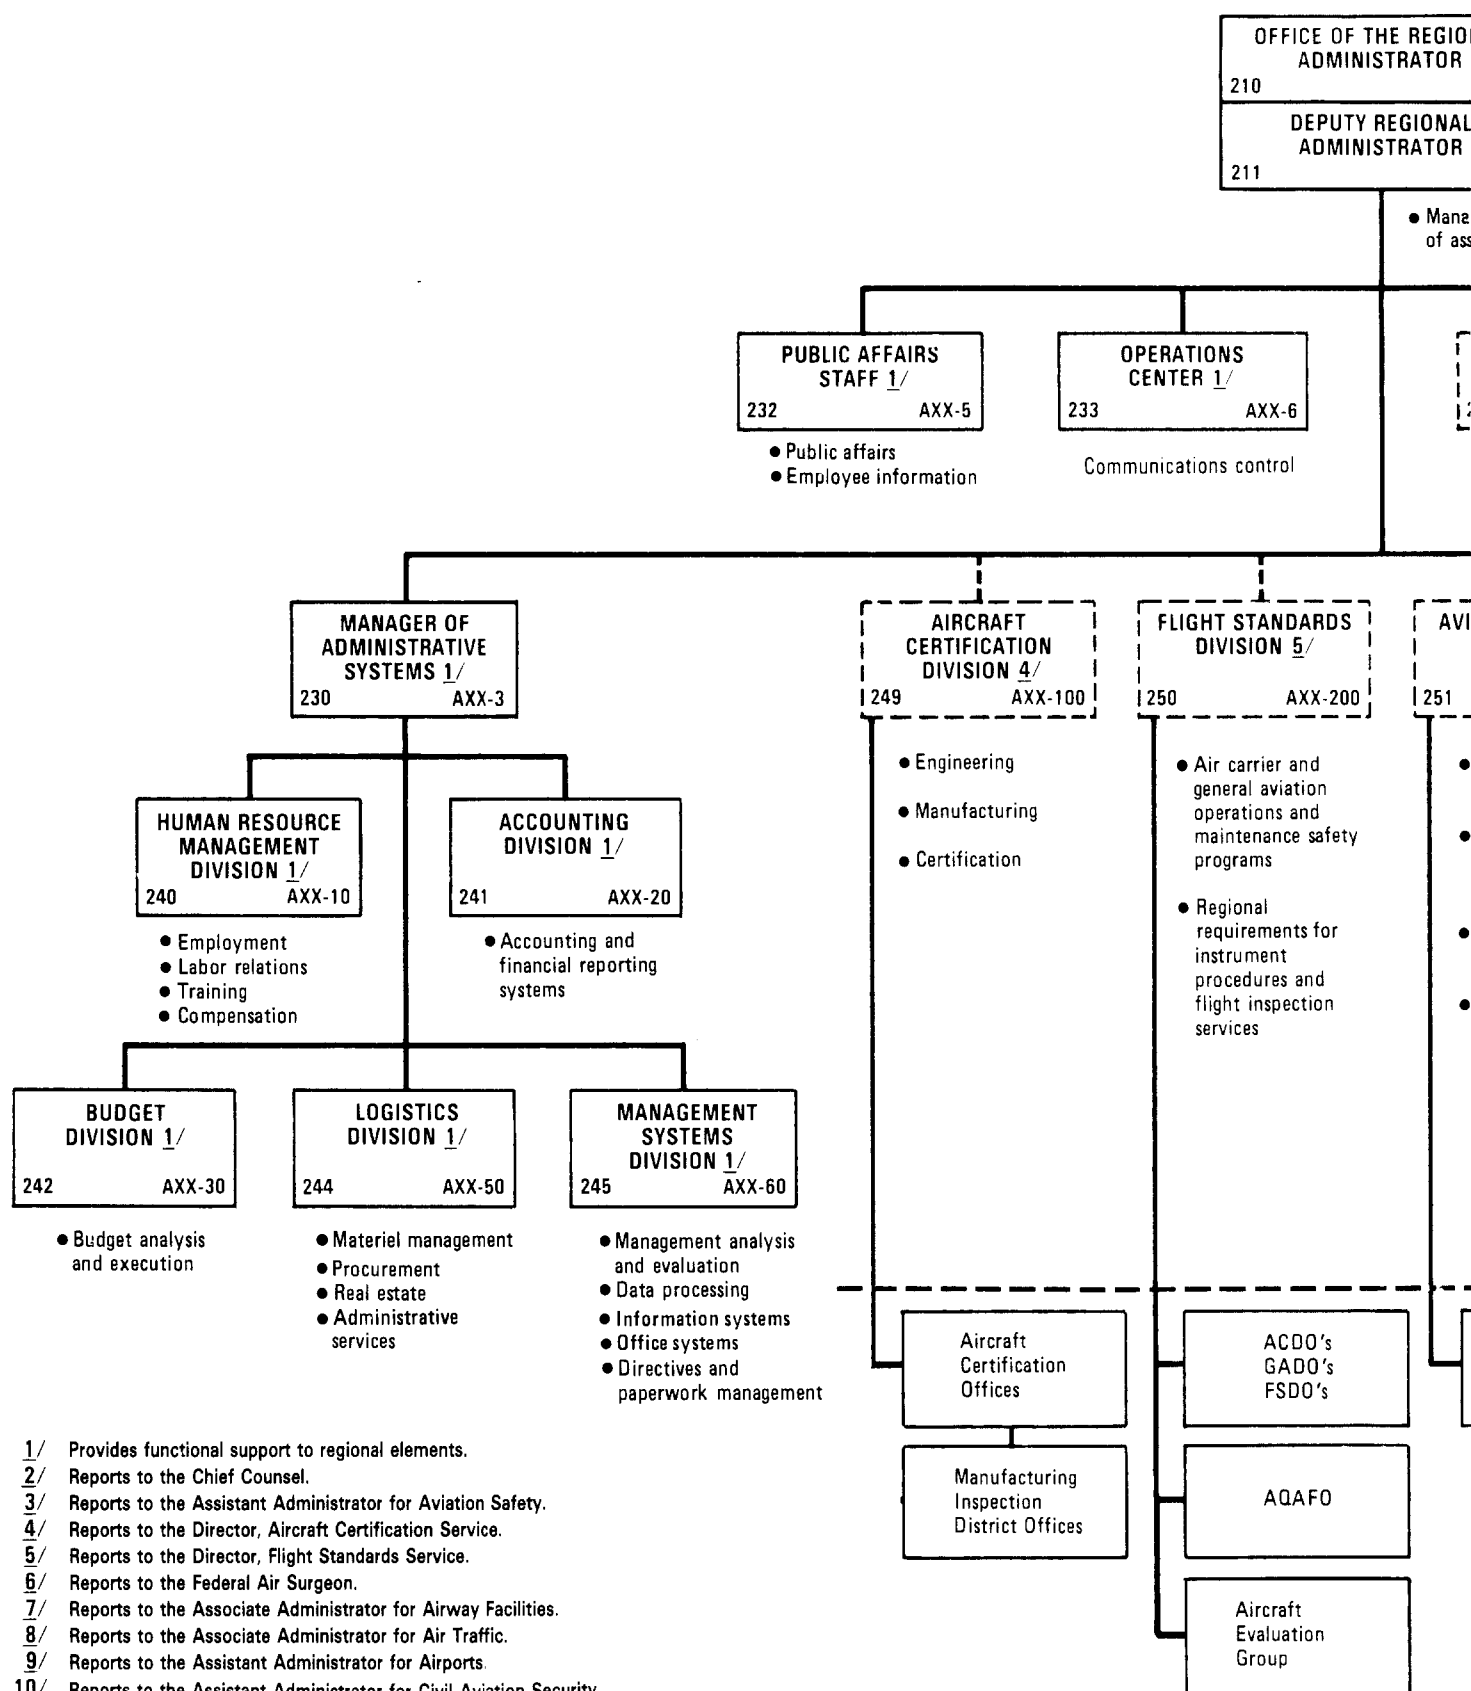 OFFICE OF THE
ADMINISTRATOR
210
DEPUTY REGIONAL
ADMINISTRATOR
211
of
PUBLIC AFFAIRS
STAFF 1/
232 AXX-5
● Public affairs
● Employee information
OPERATIONS
CENTER 1/
233 AXX-6
Communications control
MANAGER OF
ADMINISTRATIVE
SYSTEMS 1/
230 AXX-3
AIRCRAFT
CERTIFICATION
DIVISION 4/
249 AXX-100
● Engineering
● Manufacturing
● Certification
FLIGHT STANDARDS
DIVISION 5/
250 AXX-200
● Air carrier and
general aviation
operations and
maintenance safety
programs
● Regional
requirements for
instrument
procedures and
flight inspection
services
251
HUMAN RESOURCE
MANAGEMENT
DIVISION 1/
240 AXX-10
● Employment
● Labor relations
● Training
● Compensation
ACCOUNTING
DIVISION 1/
241 AXX-20
● Accounting and
financial reporting
systems
BUDGET
DIVISION 1/
242 AXX-30
● Budget analysis
and execution
LOGISTICS
DIVISION 1/
244 AXX-50
● Materiel management
● Procurement
● Real estate
● Administrative
services
MANAGEMENT
SYSTEMS
DIVISION 1/
245 AXX-60
● Management analysis
and evaluation
● Data processing
● Information systems
● Office systems
● Directives and
paperwork management
Aircraft
Certification
Offices
Manufacturing
Inspection
District Offices
ACDO's
GADO's
FSDO's
AQAFO
Aircraft
Evaluation
Group
1/ Provides functional support to regional elements.
2/ Reports to the Chief Counsel.
3/ Reports to the Assistant Administrator for Aviation Safety.
4/ Reports to the Director, Aircraft Certification Service.
5/ Reports to the Director, Flight Standards Service.
6/ Reports to the Federal Air Surgeon.
7/ Reports to the Associate Administrator for Airway Facilities.
8/ Reports to the Associate Administrator for Air Traffic.
9/ Reports to the Assistant Administrator for Airports.
10/ Reports to the Assistant Administrator for Civil Aviation Security.